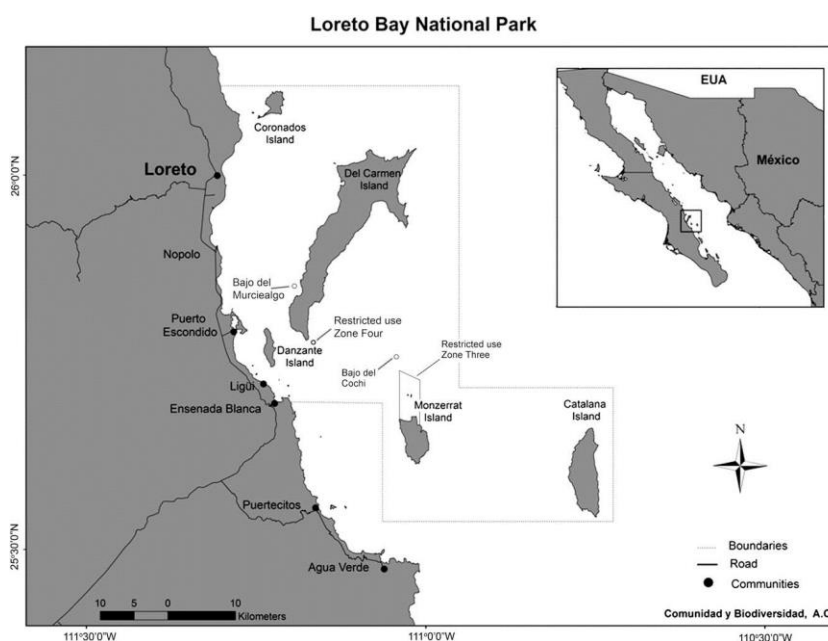 Loreto Bay National Park
EUA
México
Coronados
Island
Loreto
26°0'0"N
Del Carmen
Island
Nopolo
Bajo del
Murciealgo
Puerto
Escondido
Restricted use
Zone Four
Danzante
Island
Restricted use
Zone Three
Bajo del
Cochi
Ligüi
Ensenada Blanca
Monzerrat
Island
Catalana
Island
N
Puertecitos
25°30'0"N
Agua Verde
Boundaries
Road
Communities
10 5 0 10
Kilometers
Comunidad y Biodiversidad, A.C
111°30'0"W 111°0'0"W 110°30'0"W